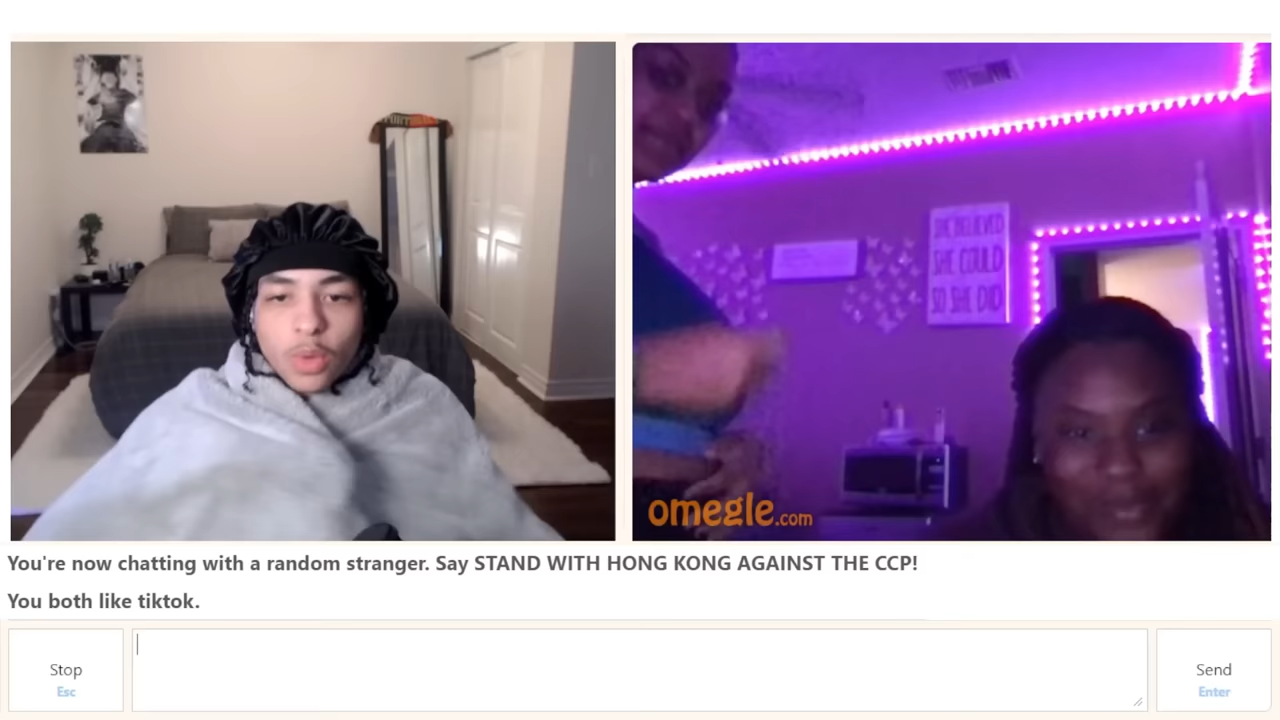 SHE BELIEVED
SHE COULD
SO SHE DID
omegle.com
You're now chatting with a random stranger. Say STAND WITH HONG KONG AGAINST THE CCP!
You both like tiktok.
Stop
Esc
Send
Enter